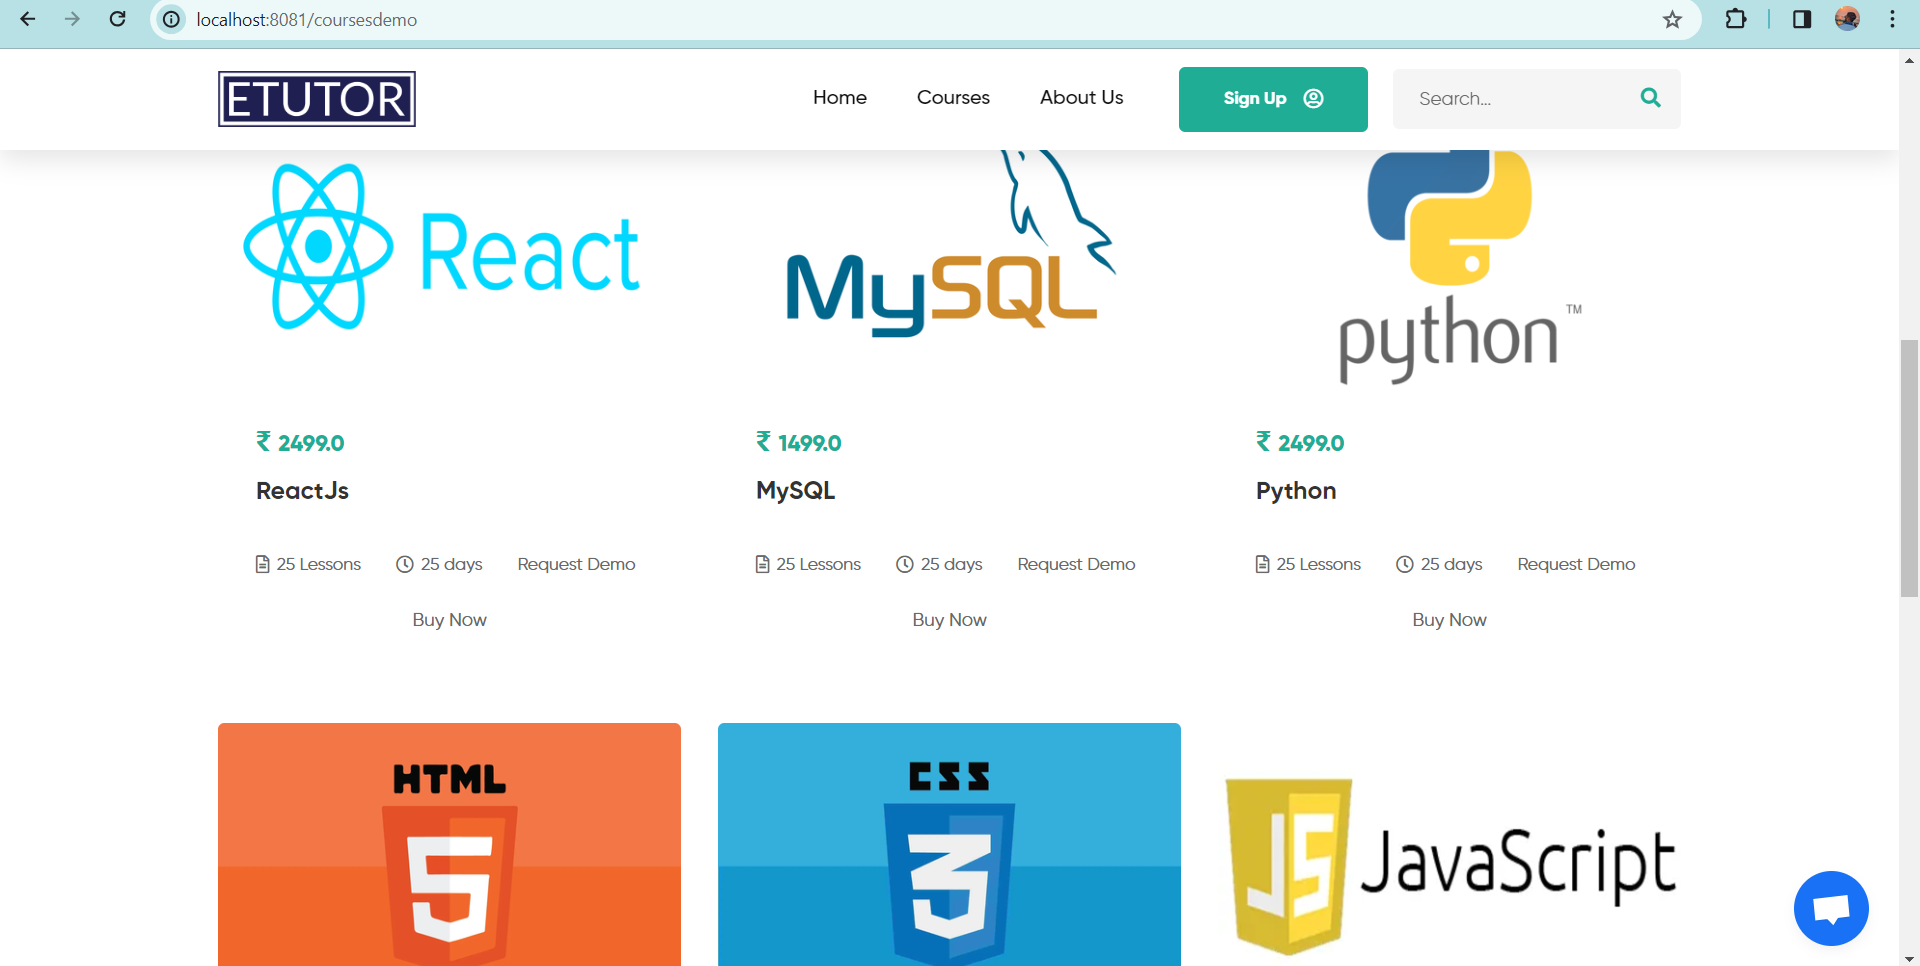 localhost:8081/coursesdemo
ETUTOR
Home Courses About Us Sign Up Search...
React
MySQL
python ™
₹ 2499.0
ReactJs
25 Lessons 25 days Request Demo
Buy Now
₹ 1499.0
MySQL
25 Lessons 25 days Request Demo
Buy Now
₹ 2499.0
Python
25 Lessons 25 days Request Demo
Buy Now
HTML
5
CSS
3
JS JavaScript